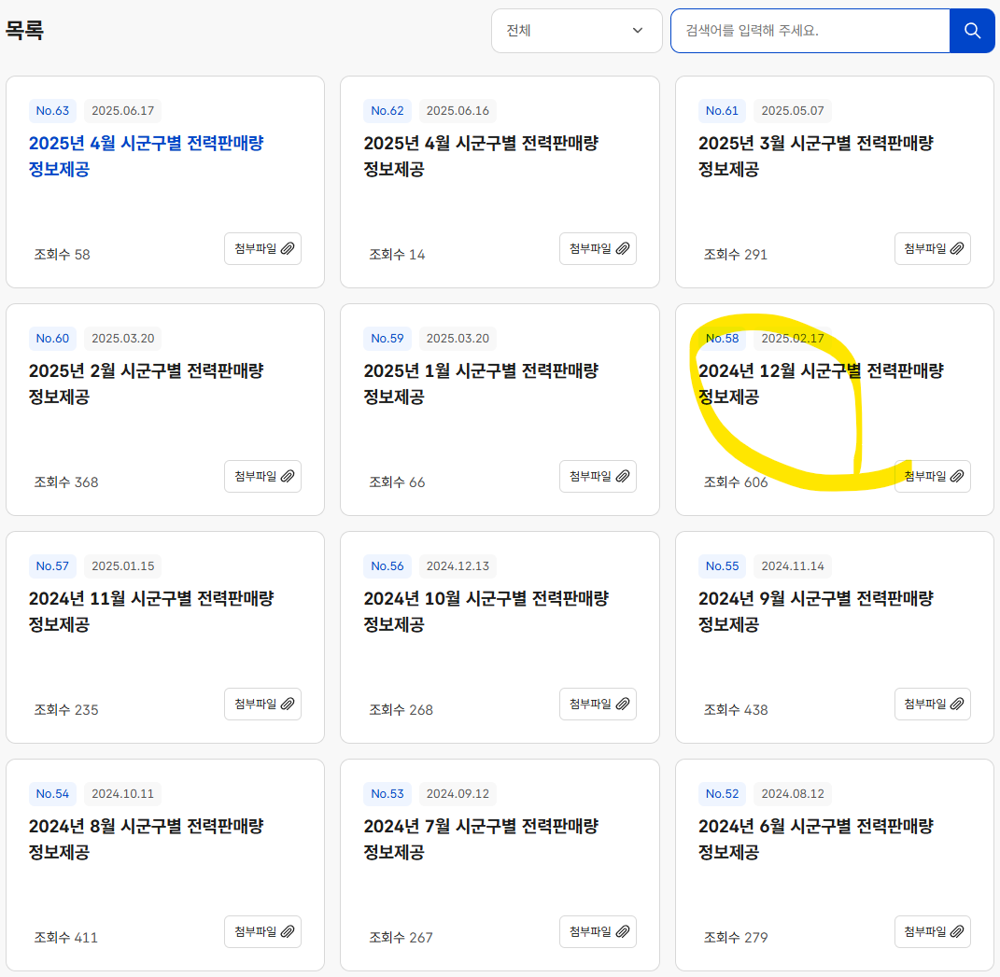 목록
전체
검색어를 입력해 주세요.
No.63 2025.06.17
2025년 4월 시군구별 전력판매량
정보제공
조회수 58 첨부파일
No.62 2025.06.16
2025년 4월 시군구별 전력판매량
정보제공
조회수 14 첨부파일
No.61 2025.05.07
2025년 3월 시군구별 전력판매량
정보제공
조회수 291 첨부파일
No.60 2025.03.20
2025년 2월 시군구별 전력판매량
정보제공
조회수 368 첨부파일
No.59 2025.03.20
2025년 1월 시군구별 전력판매량
정보제공
조회수 66 첨부파일
No.58 2025.02.17
2024년 12월 시군구별 전력판매량
정보제공
조회수 606 첨부파일
No.57 2025.01.15
2024년 11월 시군구별 전력판매량
정보제공
조회수 235 첨부파일
No.56 2024.12.13
2024년 10월 시군구별 전력판매량
정보제공
조회수 268 첨부파일
No.55 2024.11.14
2024년 9월 시군구별 전력판매량
정보제공
조회수 438 첨부파일
No.54 2024.10.11
2024년 8월 시군구별 전력판매량
정보제공
조회수 411 첨부파일
No.53 2024.09.12
2024년 7월 시군구별 전력판매량
정보제공
조회수 267 첨부파일
No.52 2024.08.12
2024년 6월 시군구별 전력판매량
정보제공
조회수 279 첨부파일